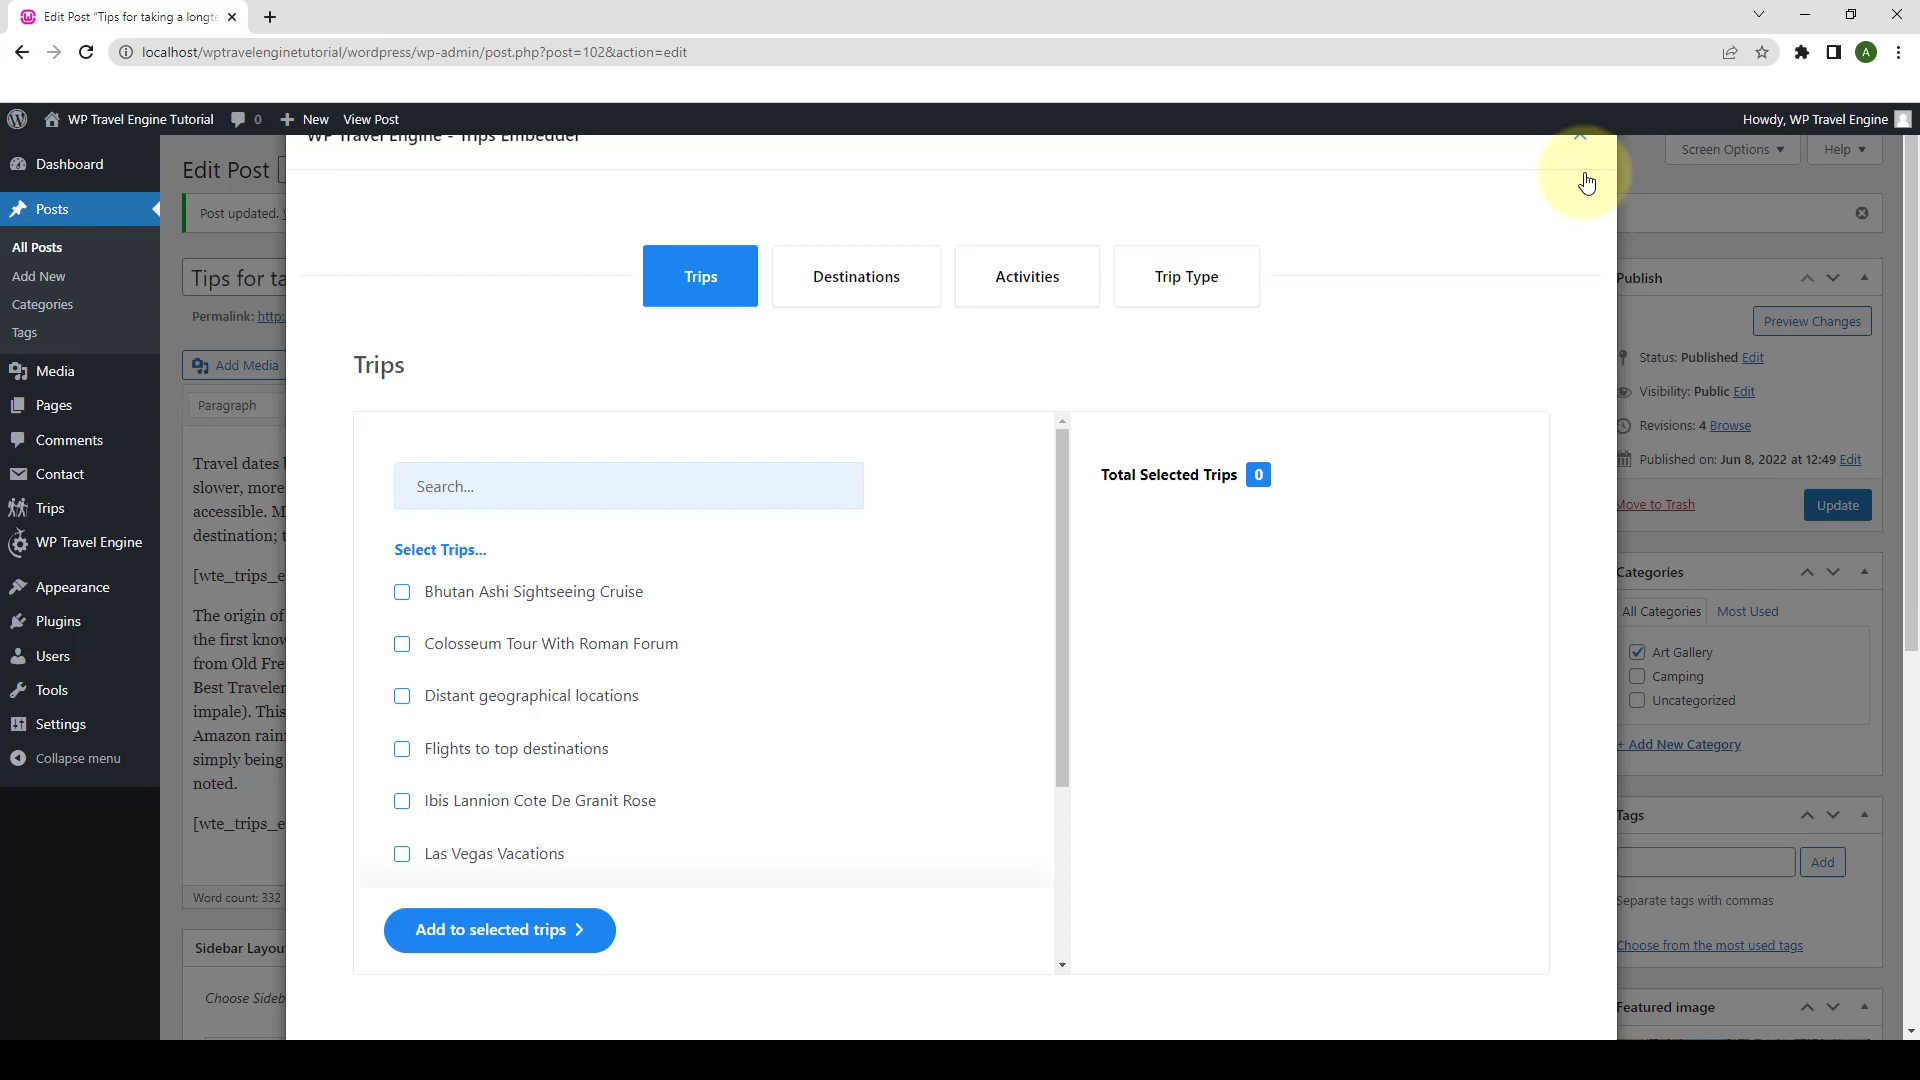 Edit Post "Tips for taking a longte
localhost/wptravelenginetutorial/wordpress/wp-admin/post.php?post=102&action=edit
A
WP Travel Engine Tutorial
0
New
View Post
Howdy, WP Travel Engine
Dashboard
Posts
All Posts
Add New
Categories
Tags
Media
Pages
Comments
Contact
Trips
WP Travel Engine
Appearance
Plugins
Users
Tools
Settings
Collapse menu
Edit Post
Screen Options
Help
Post updated.
Tips for ta
Permalink: http:
Add Media
Paragraph
Travel dates
slower, more
accessible. M
destination; t
[wte_trips_e
The origin of
the first know
from Old Fre
Best Traveler
impale). This
Amazon rain
simply being
noted.
[wte_trips_e
Word count: 332
Sidebar Layou
Choose Sideb
WP Travel Engine - Trips Embedder
Trips
Destinations
Activities
Trip Type
Trips
Search...
Select Trips...
Bhutan Ashi Sightseeing Cruise
Colosseum Tour With Roman Forum
Distant geographical locations
Flights to top destinations
Ibis Lannion Cote De Granit Rose
Las Vegas Vacations
Add to selected trips
Total Selected Trips 0
Publish
Preview Changes
Status: Published Edit
Visibility: Public Edit
Revisions: 4 Browse
Published on: Jun 8, 2022 at 12:49 Edit
Move to Trash
Update
Categories
All Categories
Most Used
Art Gallery
Camping
Uncategorized
+ Add New Category
Tags
Add
Separate tags with commas
Choose from the most used tags
Featured image